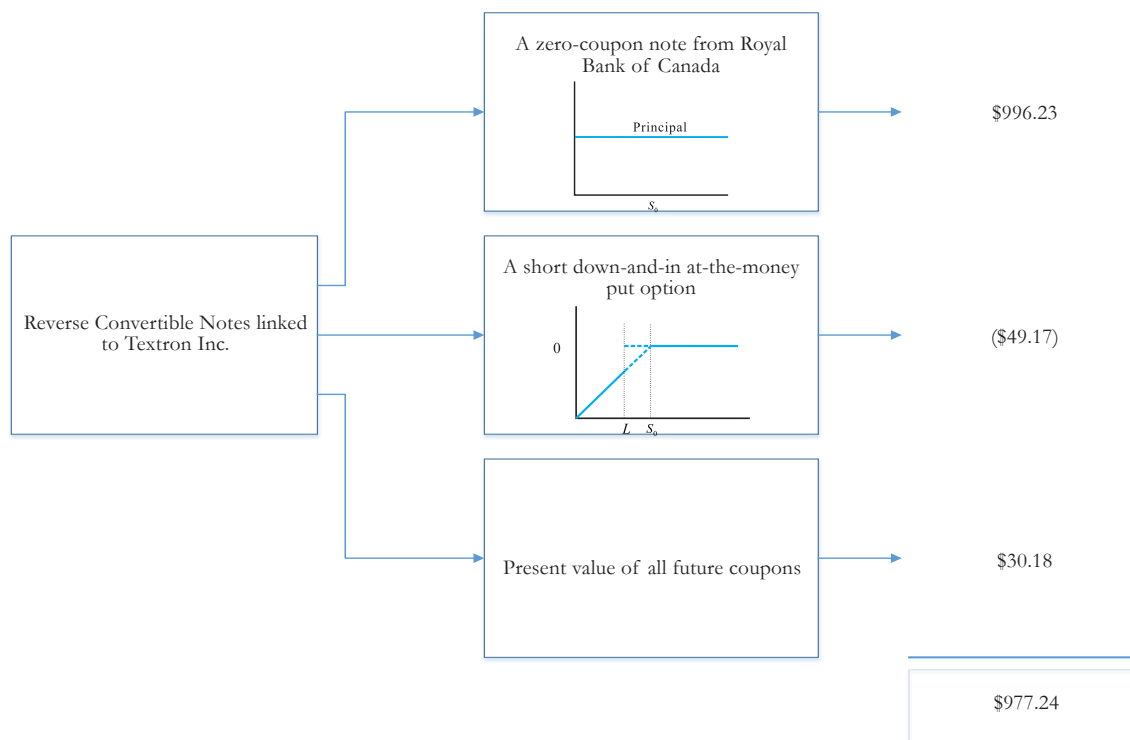 A zero-coupon note from Royal
Bank of Canada
Principal
S₀
$996.23
Reverse Convertible Notes linked
to Textron Inc.
A short down-and-in at-the-money
put option
0
L S₀
($49.17)
Present value of all future coupons
$30.18
$977.24